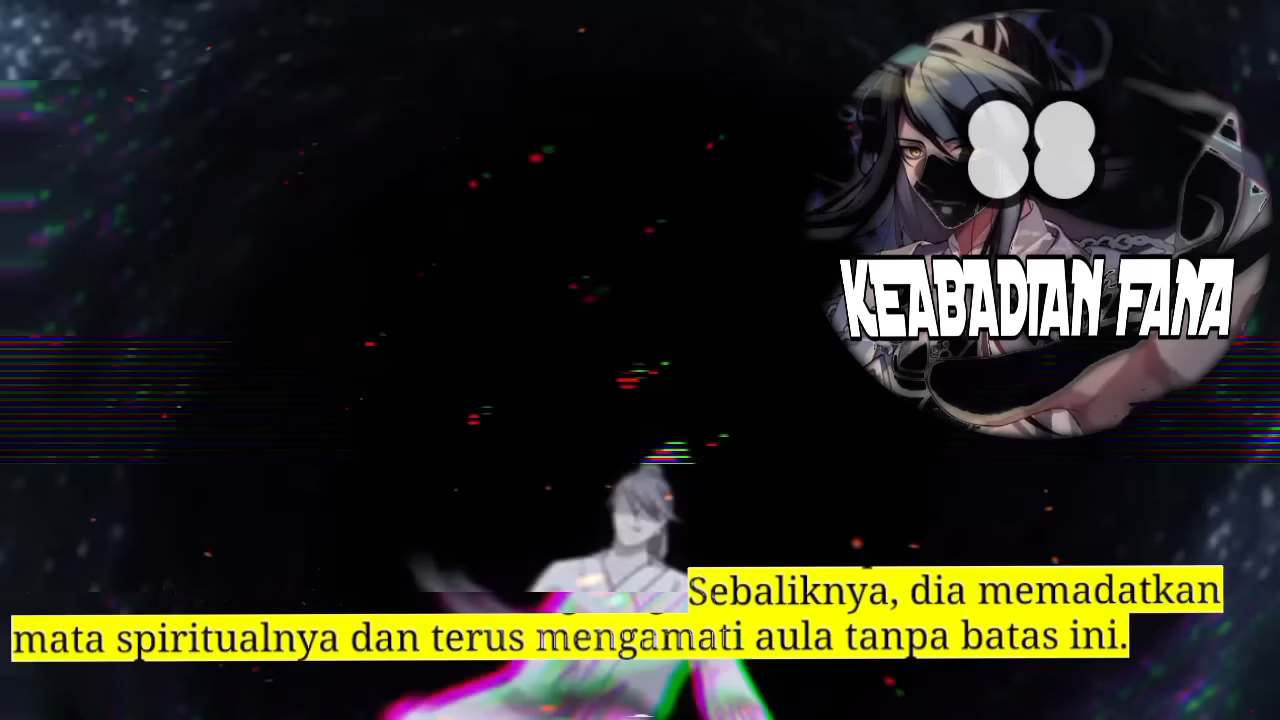 88
KEABADIAN FANA
Sebaliknya, dia memadatkan
mata spiritualnya dan terus mengamati aula tanpa batas ini.